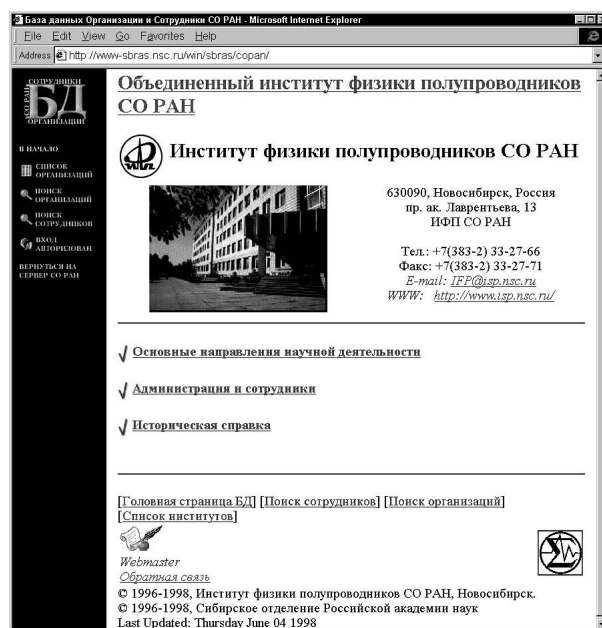 База данных Организации и Сотрудники СО РАН - Microsoft Internet Explorer
File Edit View Go Favorites Help
Address http://www-sbras.nsc.ru/win/sbras/copan/
СОТРУДНИКИ
СО РАН
БД
ОРГАНИЗАЦИИ
В НАЧАЛО
СПИСОК
ОРГАНИЗАЦИЙ
ПОИСК
ОРГАНИЗАЦИЙ
ПОИСК
СОТРУДНИКОВ
ВХОД
АВТОРИЗОВАН
ВЕРНУТЬСЯ НА
СЕРВЕР СО РАН
Объединенный институт физики полупроводников
СО РАН
Институт физики полупроводников СО РАН
630090, Новосибирск, Россия
пр. ак. Лаврентьева, 13
ИФП СО РАН
Тел.: +7(383-2) 33-27-66
Факс: +7(383-2) 33-27-71
E-mail: IFP@isp.nsc.ru
WWW: http://www.isp.nsc.ru/
Основные направления научной деятельности
Администрация и сотрудники
Историческая справка
[Головная страница БД] [Поиск сотрудников] [Поиск организаций]
[Список институтов]
Webmaster
Обратная связь
© 1996-1998, Институт физики полупроводников СО РАН, Новосибирск.
© 1996-1998, Сибирское отделение Российской академии наук
Last Updated: Thursday June 04 1998